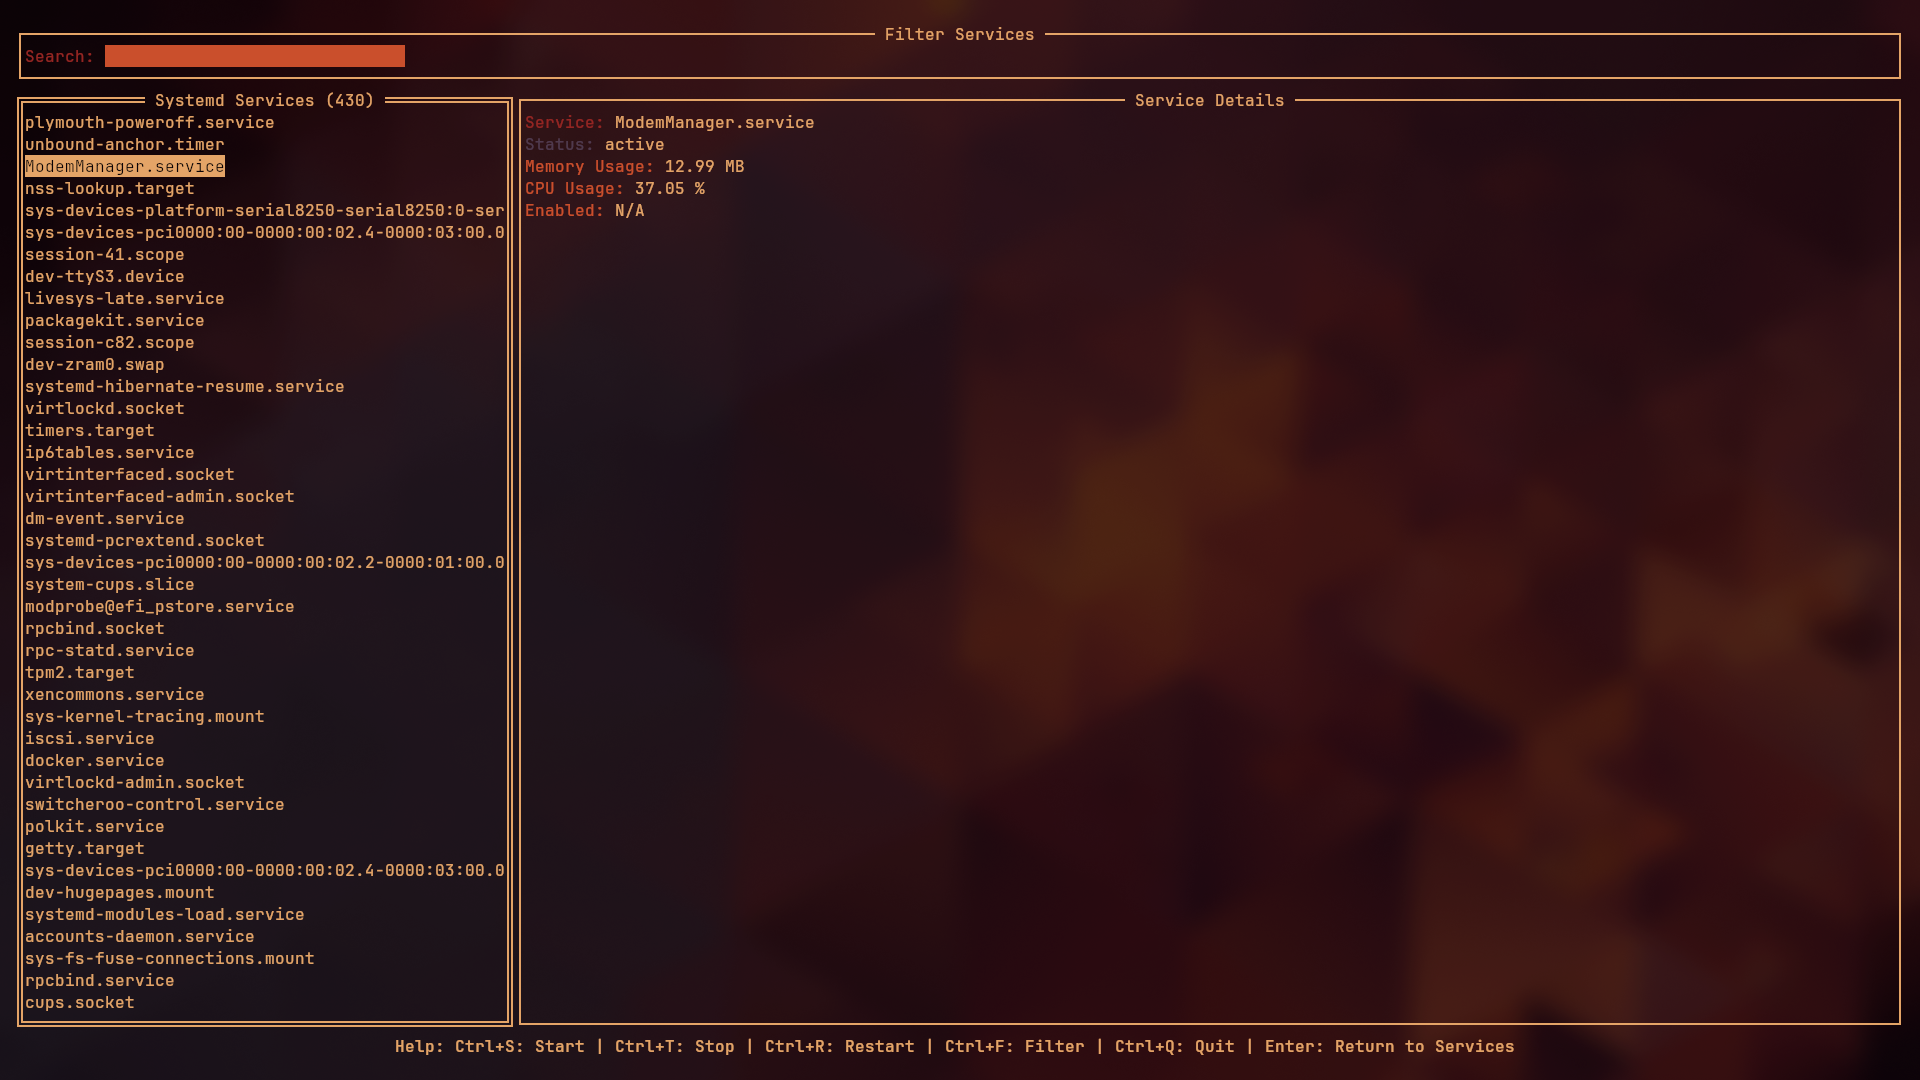 Filter Services
Search:
Systemd Services (430)
plymouth-poweroff.service
unbound-anchor.timer
ModemManager.service
nss-lookup.target
sys-devices-platform-serial8250-serial8250:0-ser
sys-devices-pci0000:00-0000:00:02.4-0000:03:00.0
session-41.scope
dev-ttyS3.device
livesys-late.service
packagekit.service
session-c82.scope
dev-zram0.swap
systemd-hibernate-resume.service
virtlockd.socket
timers.target
ip6tables.service
virtinterfaced.socket
virtinterfaced-admin.socket
dm-event.service
systemd-pcrextend.socket
sys-devices-pci0000:00-0000:00:02.2-0000:01:00.0
system-cups.slice
modprobe@efi_pstore.service
rpcbind.socket
rpc-statd.service
tpm2.target
xencommons.service
sys-kernel-tracing.mount
iscsi.service
docker.service
virtlockd-admin.socket
switcheroo-control.service
polkit.service
getty.target
sys-devices-pci0000:00-0000:00:02.4-0000:03:00.0
dev-hugepages.mount
systemd-modules-load.service
accounts-daemon.service
sys-fs-fuse-connections.mount
rpcbind.service
cups.socket
Service Details
Service: ModemManager.service
Status: active
Memory Usage: 12.99 MB
CPU Usage: 37.05 %
Enabled: N/A
Help: Ctrl+S: Start | Ctrl+T: Stop | Ctrl+R: Restart | Ctrl+F: Filter | Ctrl+Q: Quit | Enter: Return to Services